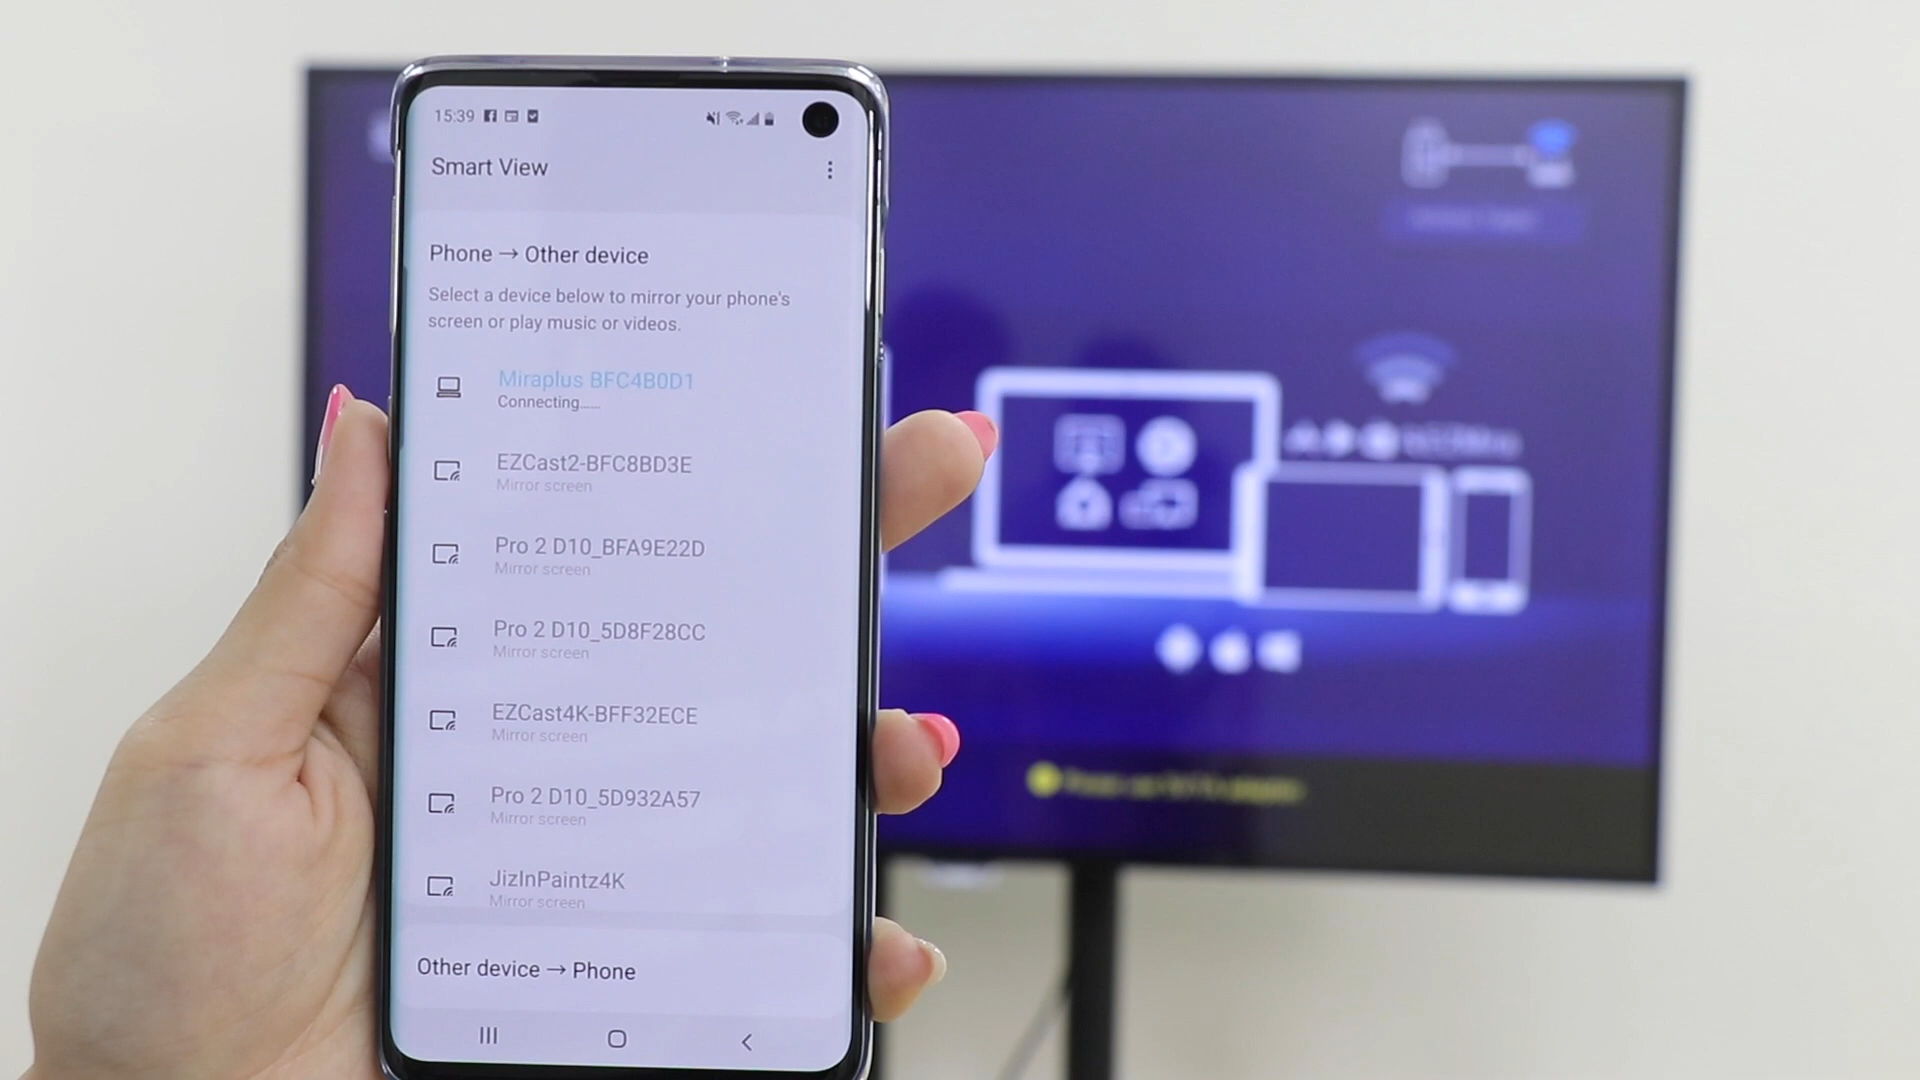 15:39
Smart View
Phone → Other device
Select a device below to mirror your phone's
screen or play music or videos.
Miraplus BFC4B0D1
Connecting......
EZCast2-BFC8BD3E
Mirror screen
Pro 2 D10_BFA9E22D
Mirror screen
Pro 2 D10_5D8F28CC
Mirror screen
EZCast4K-BFF32ECE
Mirror screen
Pro 2 D10_5D932A57
Mirror screen
JizInPaintz4K
Mirror screen
Other device → Phone